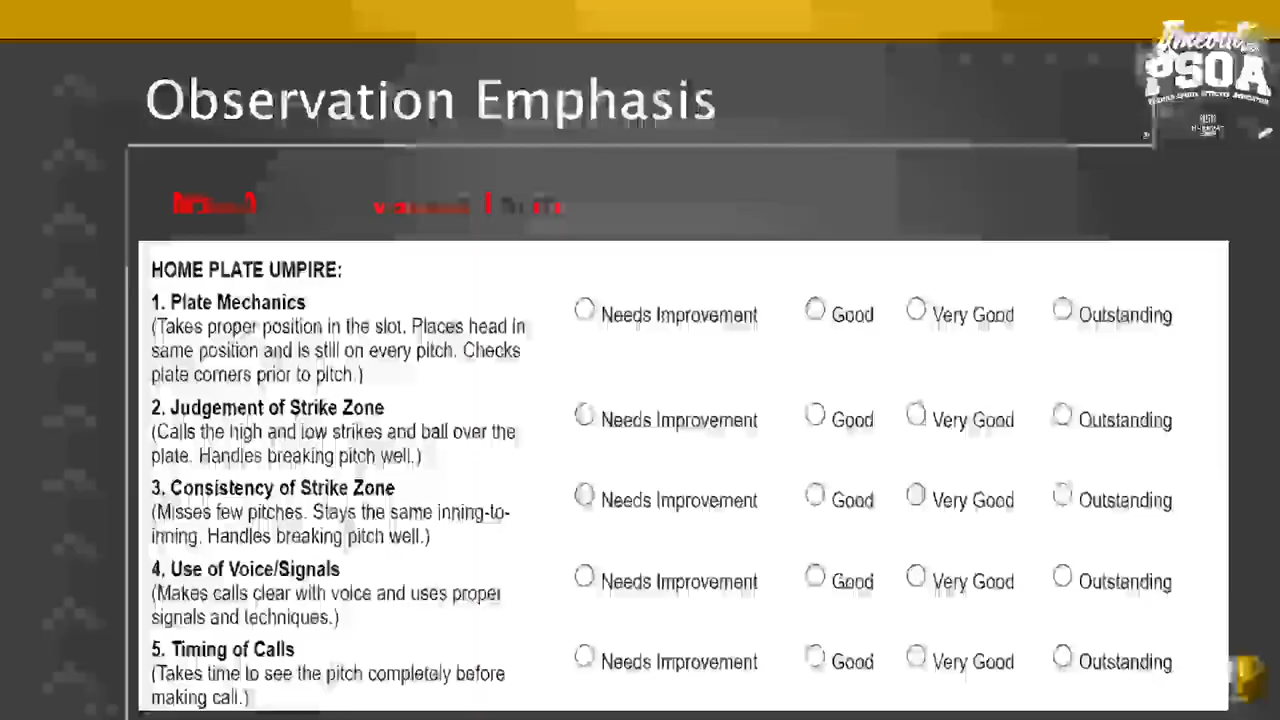 Observation Emphasis
PSOA
HOME PLATE UMPIRE:
1. Plate Mechanics
(Takes proper position in the slot. Places head in
same position and is still on every pitch. Checks
plate corners prior to pitch.)
Needs Improvement Good Very Good Outstanding
2. Judgement of Strike Zone
(Calls the high and low strikes and ball over the
plate. Handles breaking pitch well.)
Needs Improvement Good Very Good Outstanding
3. Consistency of Strike Zone
(Misses few pitches. Stays the same inning-to-
inning. Handles breaking pitch well.)
Needs Improvement Good Very Good Outstanding
4. Use of Voice/Signals
(Makes calls clear with voice and uses proper
signals and techniques.)
Needs Improvement Good Very Good Outstanding
5. Timing of Calls
(Takes time to see the pitch completely before
making call.)
Needs Improvement Good Very Good Outstanding